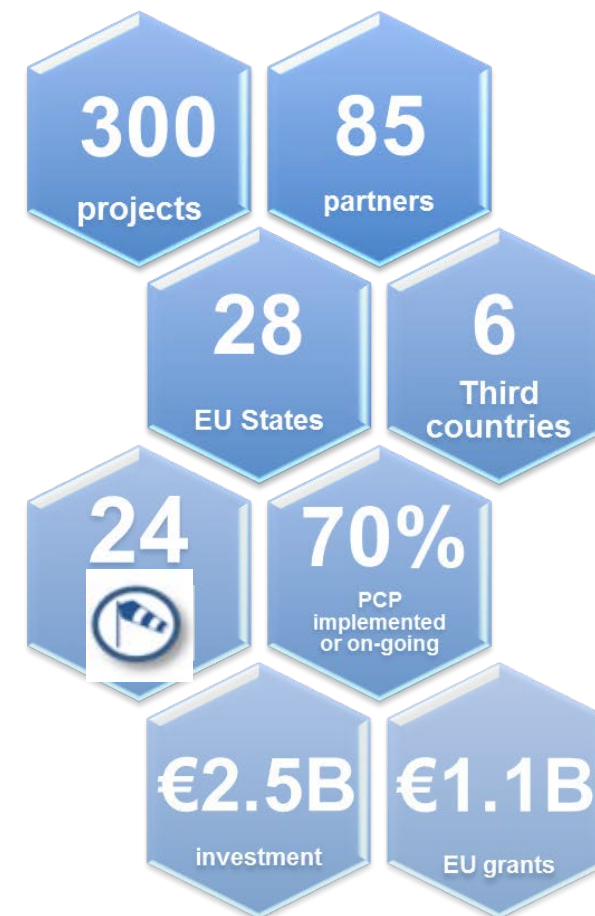 300
projects
85
partners
28
EU States
6
Third
countries
24
70%
PCP
implemented
or on-going
€2.5B
investment
€1.1B
EU grants